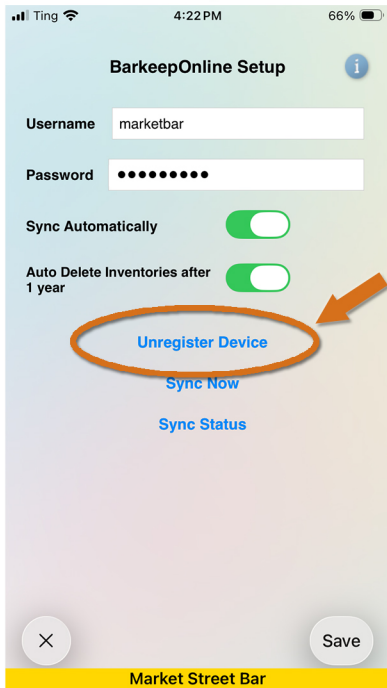 Ting 4:22 PM 66%
BarkeepOnline Setup
i
Username marketbar
Password ●●●●●●●●●
Sync Automatically
Auto Delete Inventories after
1 year
Unregister Device
Sync Now
Sync Status
× Save
Market Street Bar